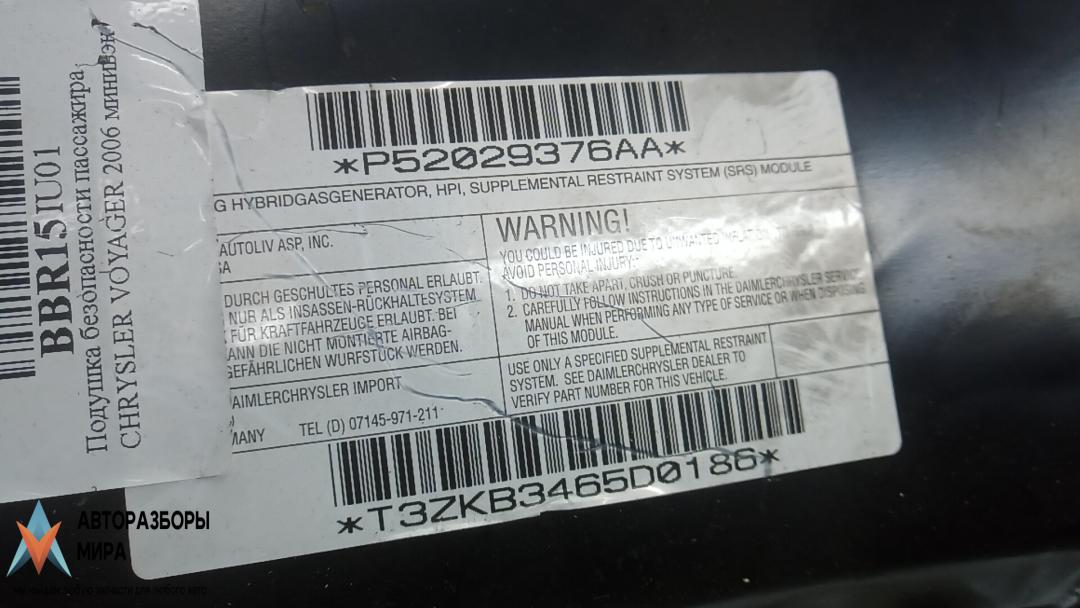 BBR15IU01
Подушка безопасности пассажира
CHRYSLER VOYAGER 2006 минивэн
*P52029376AA*
G HYBRIDGASGENERATOR, HPI, SUPPLEMENTAL RESTRAINT SYSTEM (SRS) MODULE
AUTOLIV ASP, INC.
SA
DURCH GESCHULTES PERSONAL ERLAUBT.
NUR ALS INSASSEN-RÜCKHALTESYSTEM
FÜR KRAFTFAHRZEUGE ERLAUBT. BEI
ANN DIE NICHT MONTIERTE AIRBAG-
GEFÄHRLICHEN WURFSTÜCK WERDEN.
DAIMLERCHRYSLER IMPORT
MANY TEL (D) 07145-971-211
WARNING!
YOU COULD BE INJURED DUE TO UNWANTED
AVOID PERSONAL INJURY:
1. DO NOT TAKE APART, CRUSH OR PUNCTURE.
2. CAREFULLY FOLLOW INSTRUCTIONS IN THE DAIMLERCHRYSLER SERVICE
MANUAL WHEN PERFORMING ANY TYPE OF SERVICE OR WHEN DISPOSING
OF THIS MODULE.
USE ONLY A SPECIFIED SUPPLEMENTAL RESTRAINT
SYSTEM. SEE DAIMLERCHRYSLER DEALER TO
VERIFY PART NUMBER FOR THIS VEHICLE.
*T3ZKB3465D0186*
АВТОРАЗБОРЫ
МИРА